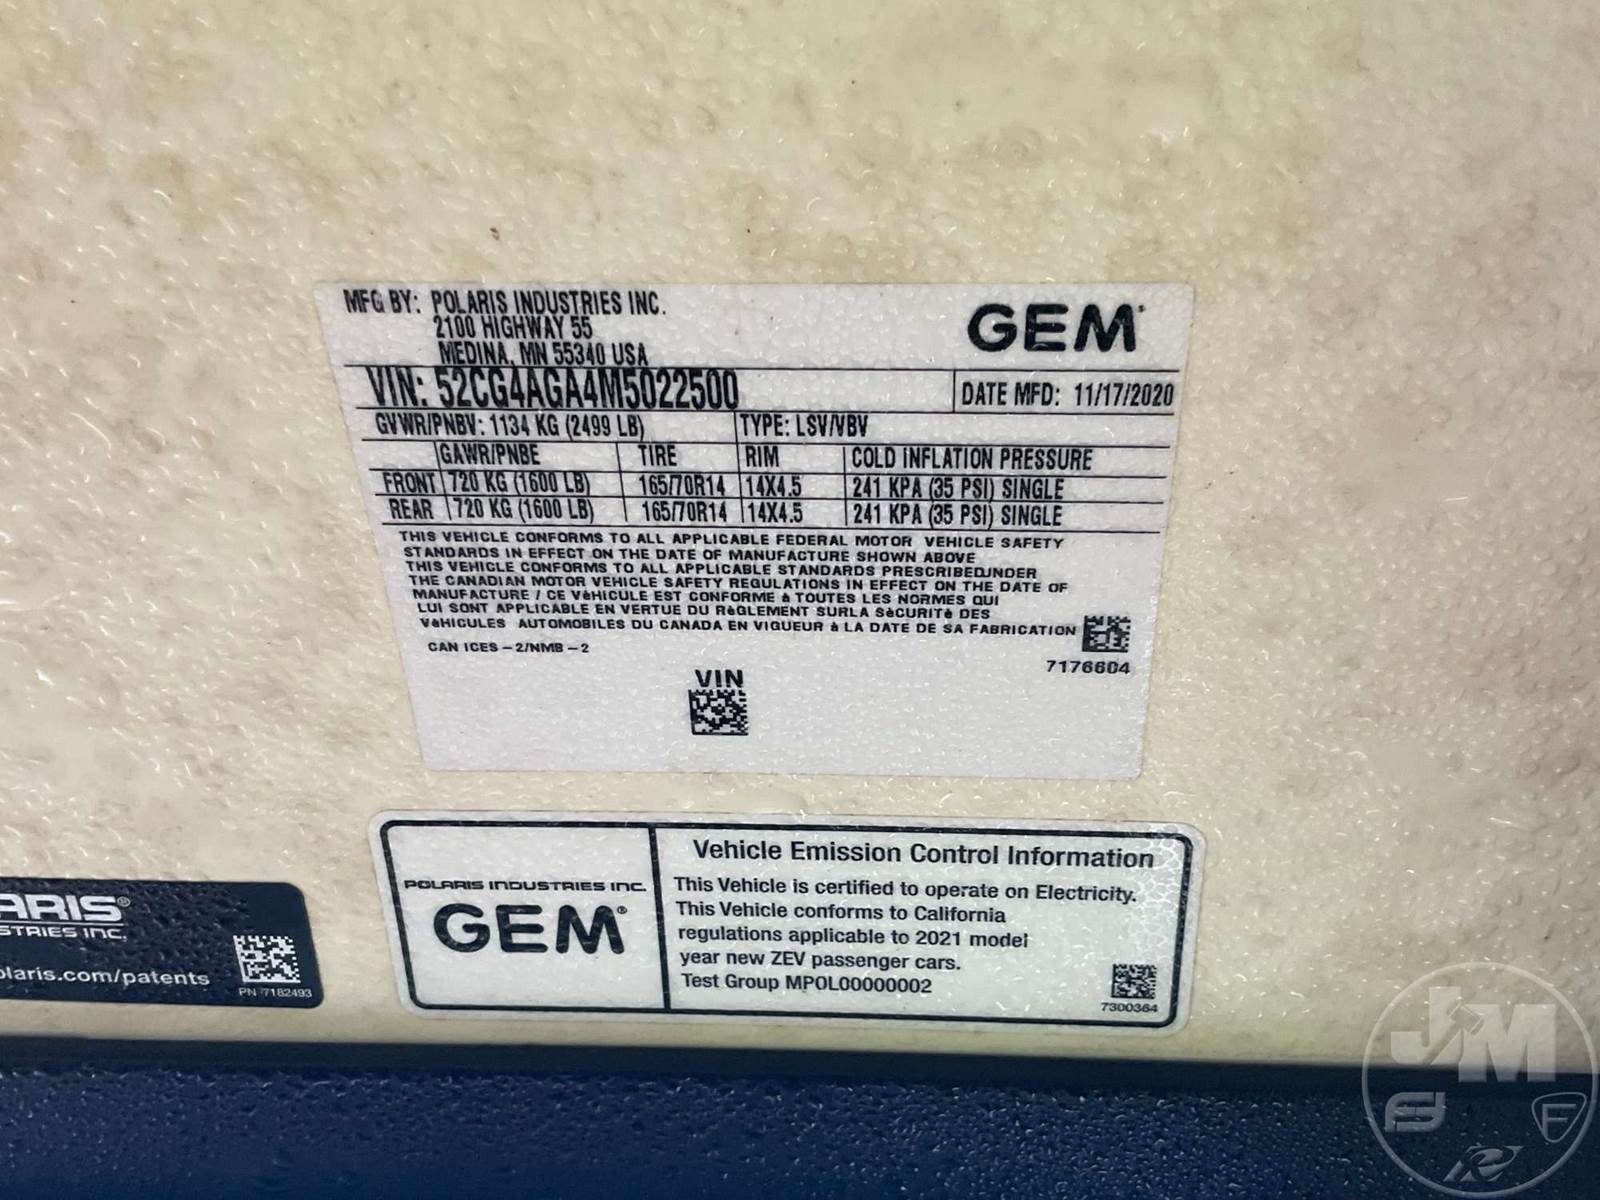 MFG BY: POLARIS INDUSTRIES INC.
2100 HIGHWAY 55
MEDINA, MN 55340 USA
GEM
VIN: 52CG4AGA4M5022500 DATE MFD: 11/17/2020
GVWR/PNBV: 1134 KG (2499 LB) TYPE: LSV/VBV
GAWR/PNBE TIRE RIM COLD INFLATION PRESSURE
FRONT 720 KG (1600 LB) 165/70R14 14X4.5 241 KPA (35 PSI) SINGLE
REAR 720 KG (1600 LB) 165/70R14 14X4.5 241 KPA (35 PSI) SINGLE
THIS VEHICLE CONFORMS TO ALL APPLICABLE FEDERAL MOTOR VEHICLE SAFETY
STANDARDS IN EFFECT ON THE DATE OF MANUFACTURE SHOWN ABOVE
THIS VEHICLE CONFORMS TO ALL APPLICABLE STANDARDS PRESCRIBEDUNDER
THE CANADIAN MOTOR VEHICLE SAFETY REGULATIONS IN EFFECT ON THE DATE OF
MANUFACTURE / CE VèHICULE EST CONFORME à TOUTES LES NORMES QUI
LUI SONT APPLICABLE EN VERTUE DU RèGLEMENT SURLA SèCURITè DES
VèHICULES AUTOMOBILES DU CANADA EN VIGUEUR à LA DATE DE SA FABRICATION
CAN ICES - 2/NMB - 2
7176604
VIN
POLARIS INDUSTRIES INC.
GEM®
Vehicle Emission Control Information
This Vehicle is certified to operate on Electricity.
This Vehicle conforms to California
regulations applicable to 2021 model
year new ZEV passenger cars.
Test Group MPOL00000002
7300364
ARIS®
STRIES INC.
olaris.com/patents
PN 7182493
JM